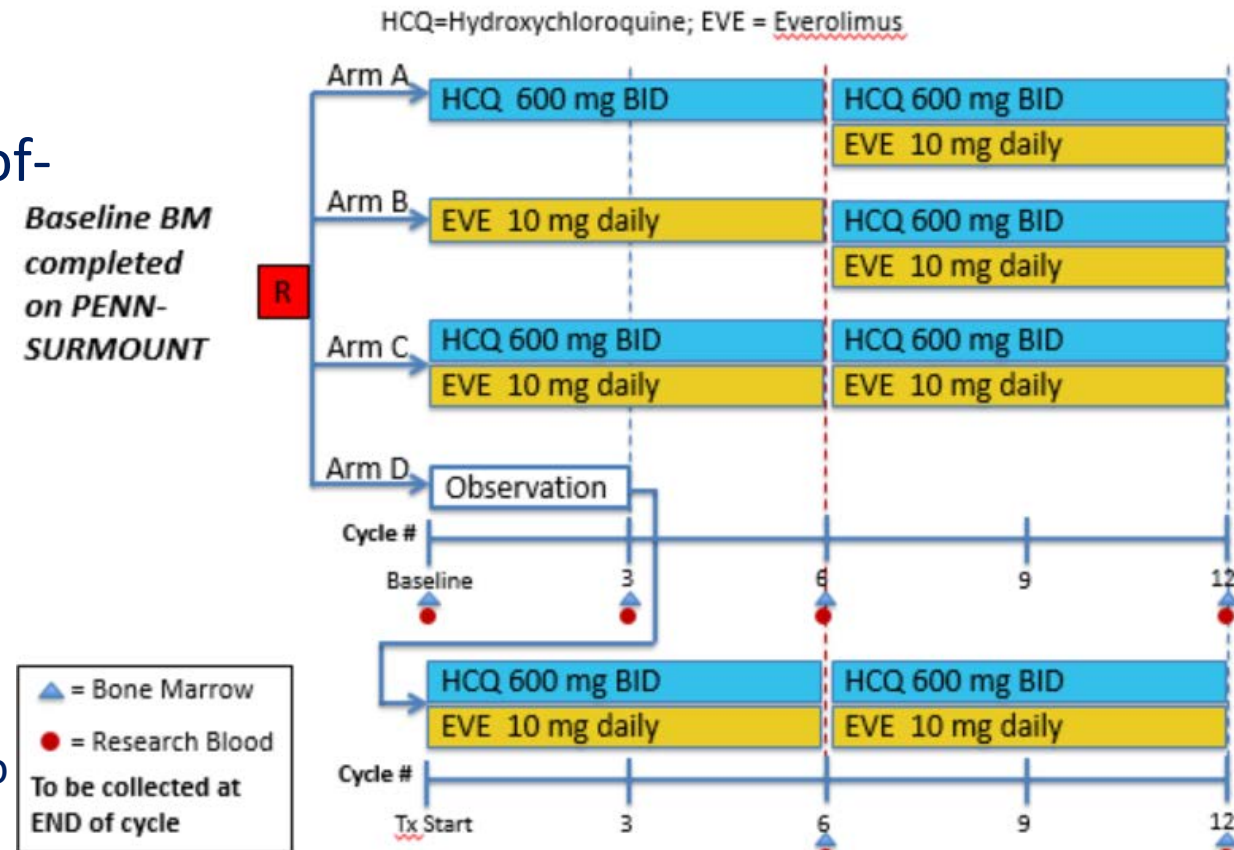 HCQ=Hydroxychloroquine; EVE = Everolimus
of-
Baseline BM
completed
on PENN-
SURMOUNT
R
Arm A
HCQ 600 mg BID
HCQ 600 mg BID
EVE 10 mg daily
Arm B
EVE 10 mg daily
HCQ 600 mg BID
EVE 10 mg daily
Arm C
HCQ 600 mg BID
EVE 10 mg daily
HCQ 600 mg BID
EVE 10 mg daily
Arm D
Observation
Cycle #
Baseline 3 6 9 12
HCQ 600 mg BID
EVE 10 mg daily
HCQ 600 mg BID
EVE 10 mg daily
Cycle #
Tx Start 3 6 9 12
= Bone Marrow
= Research Blood
To be collected at
END of cycle